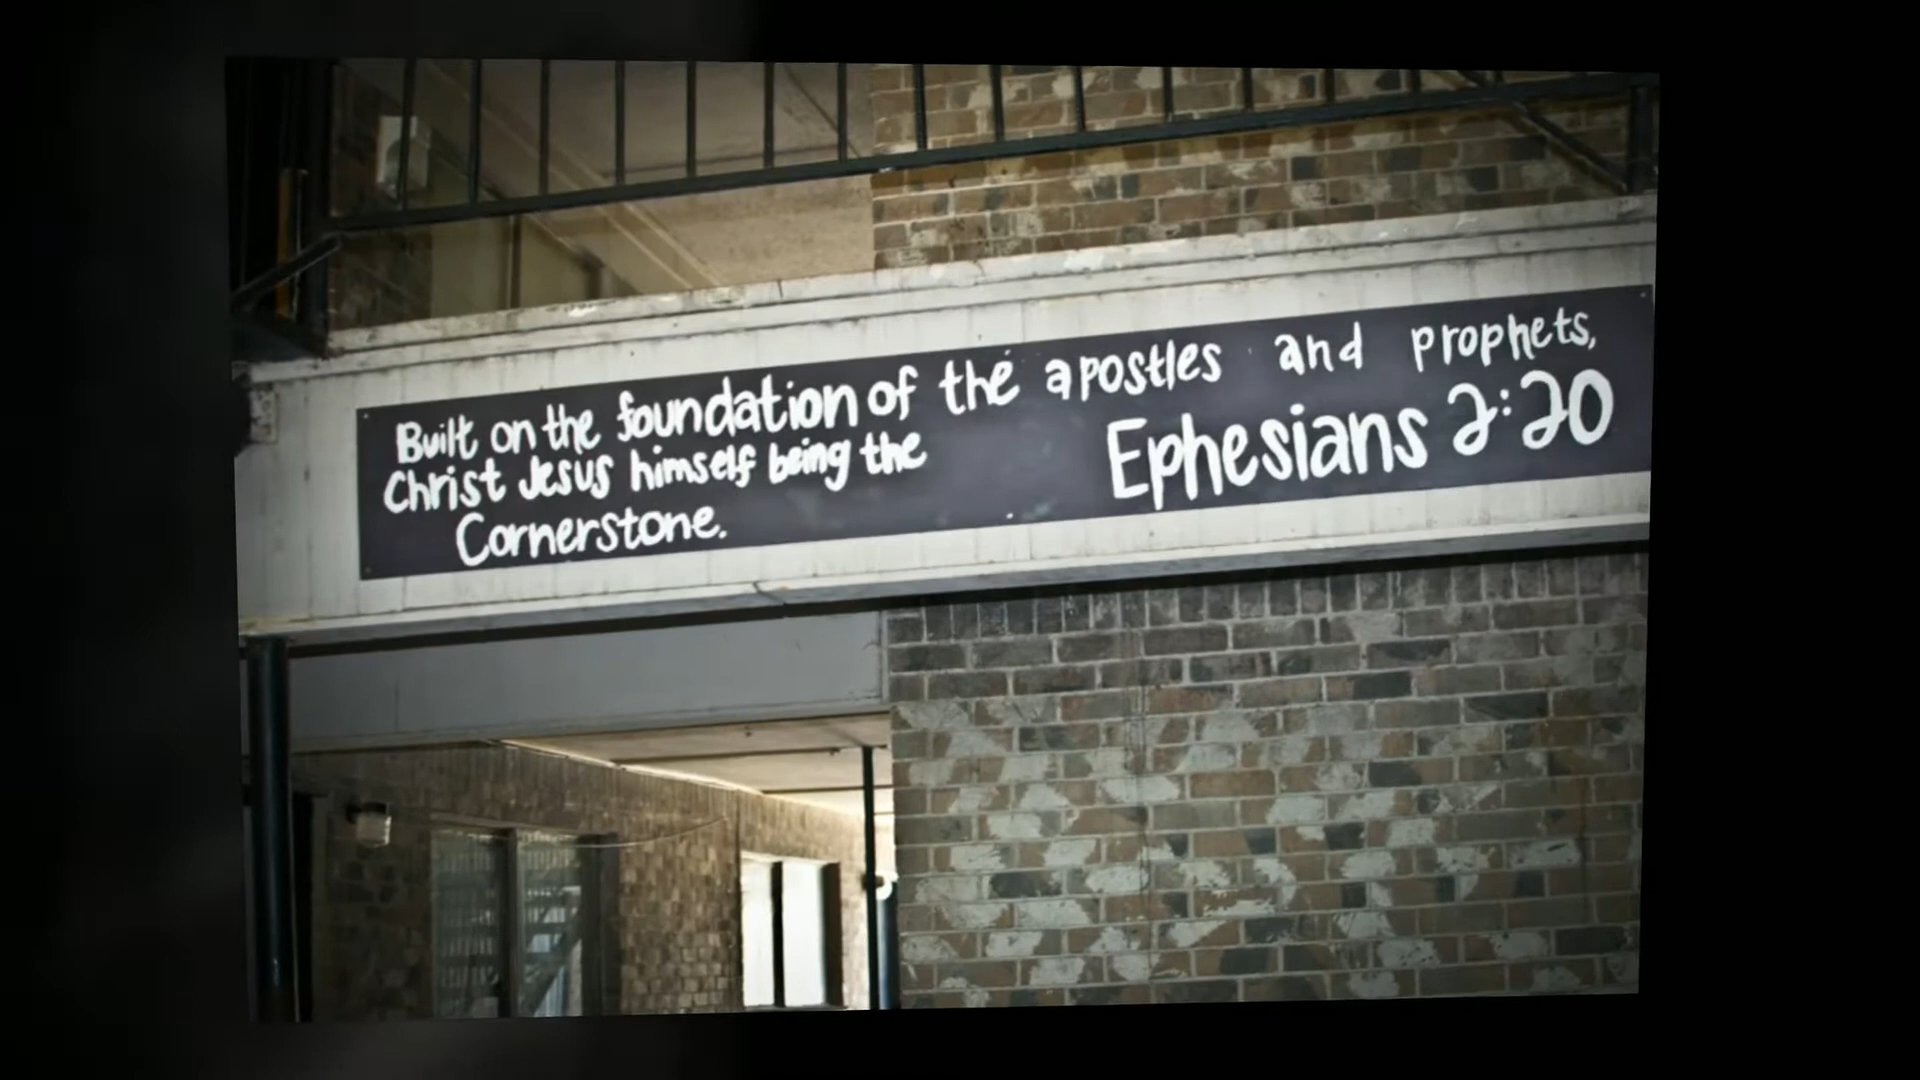 Built on the foundation of the apostles and prophets,
Christ Jesus himself being the
Cornerstone.
Ephesians 2:20